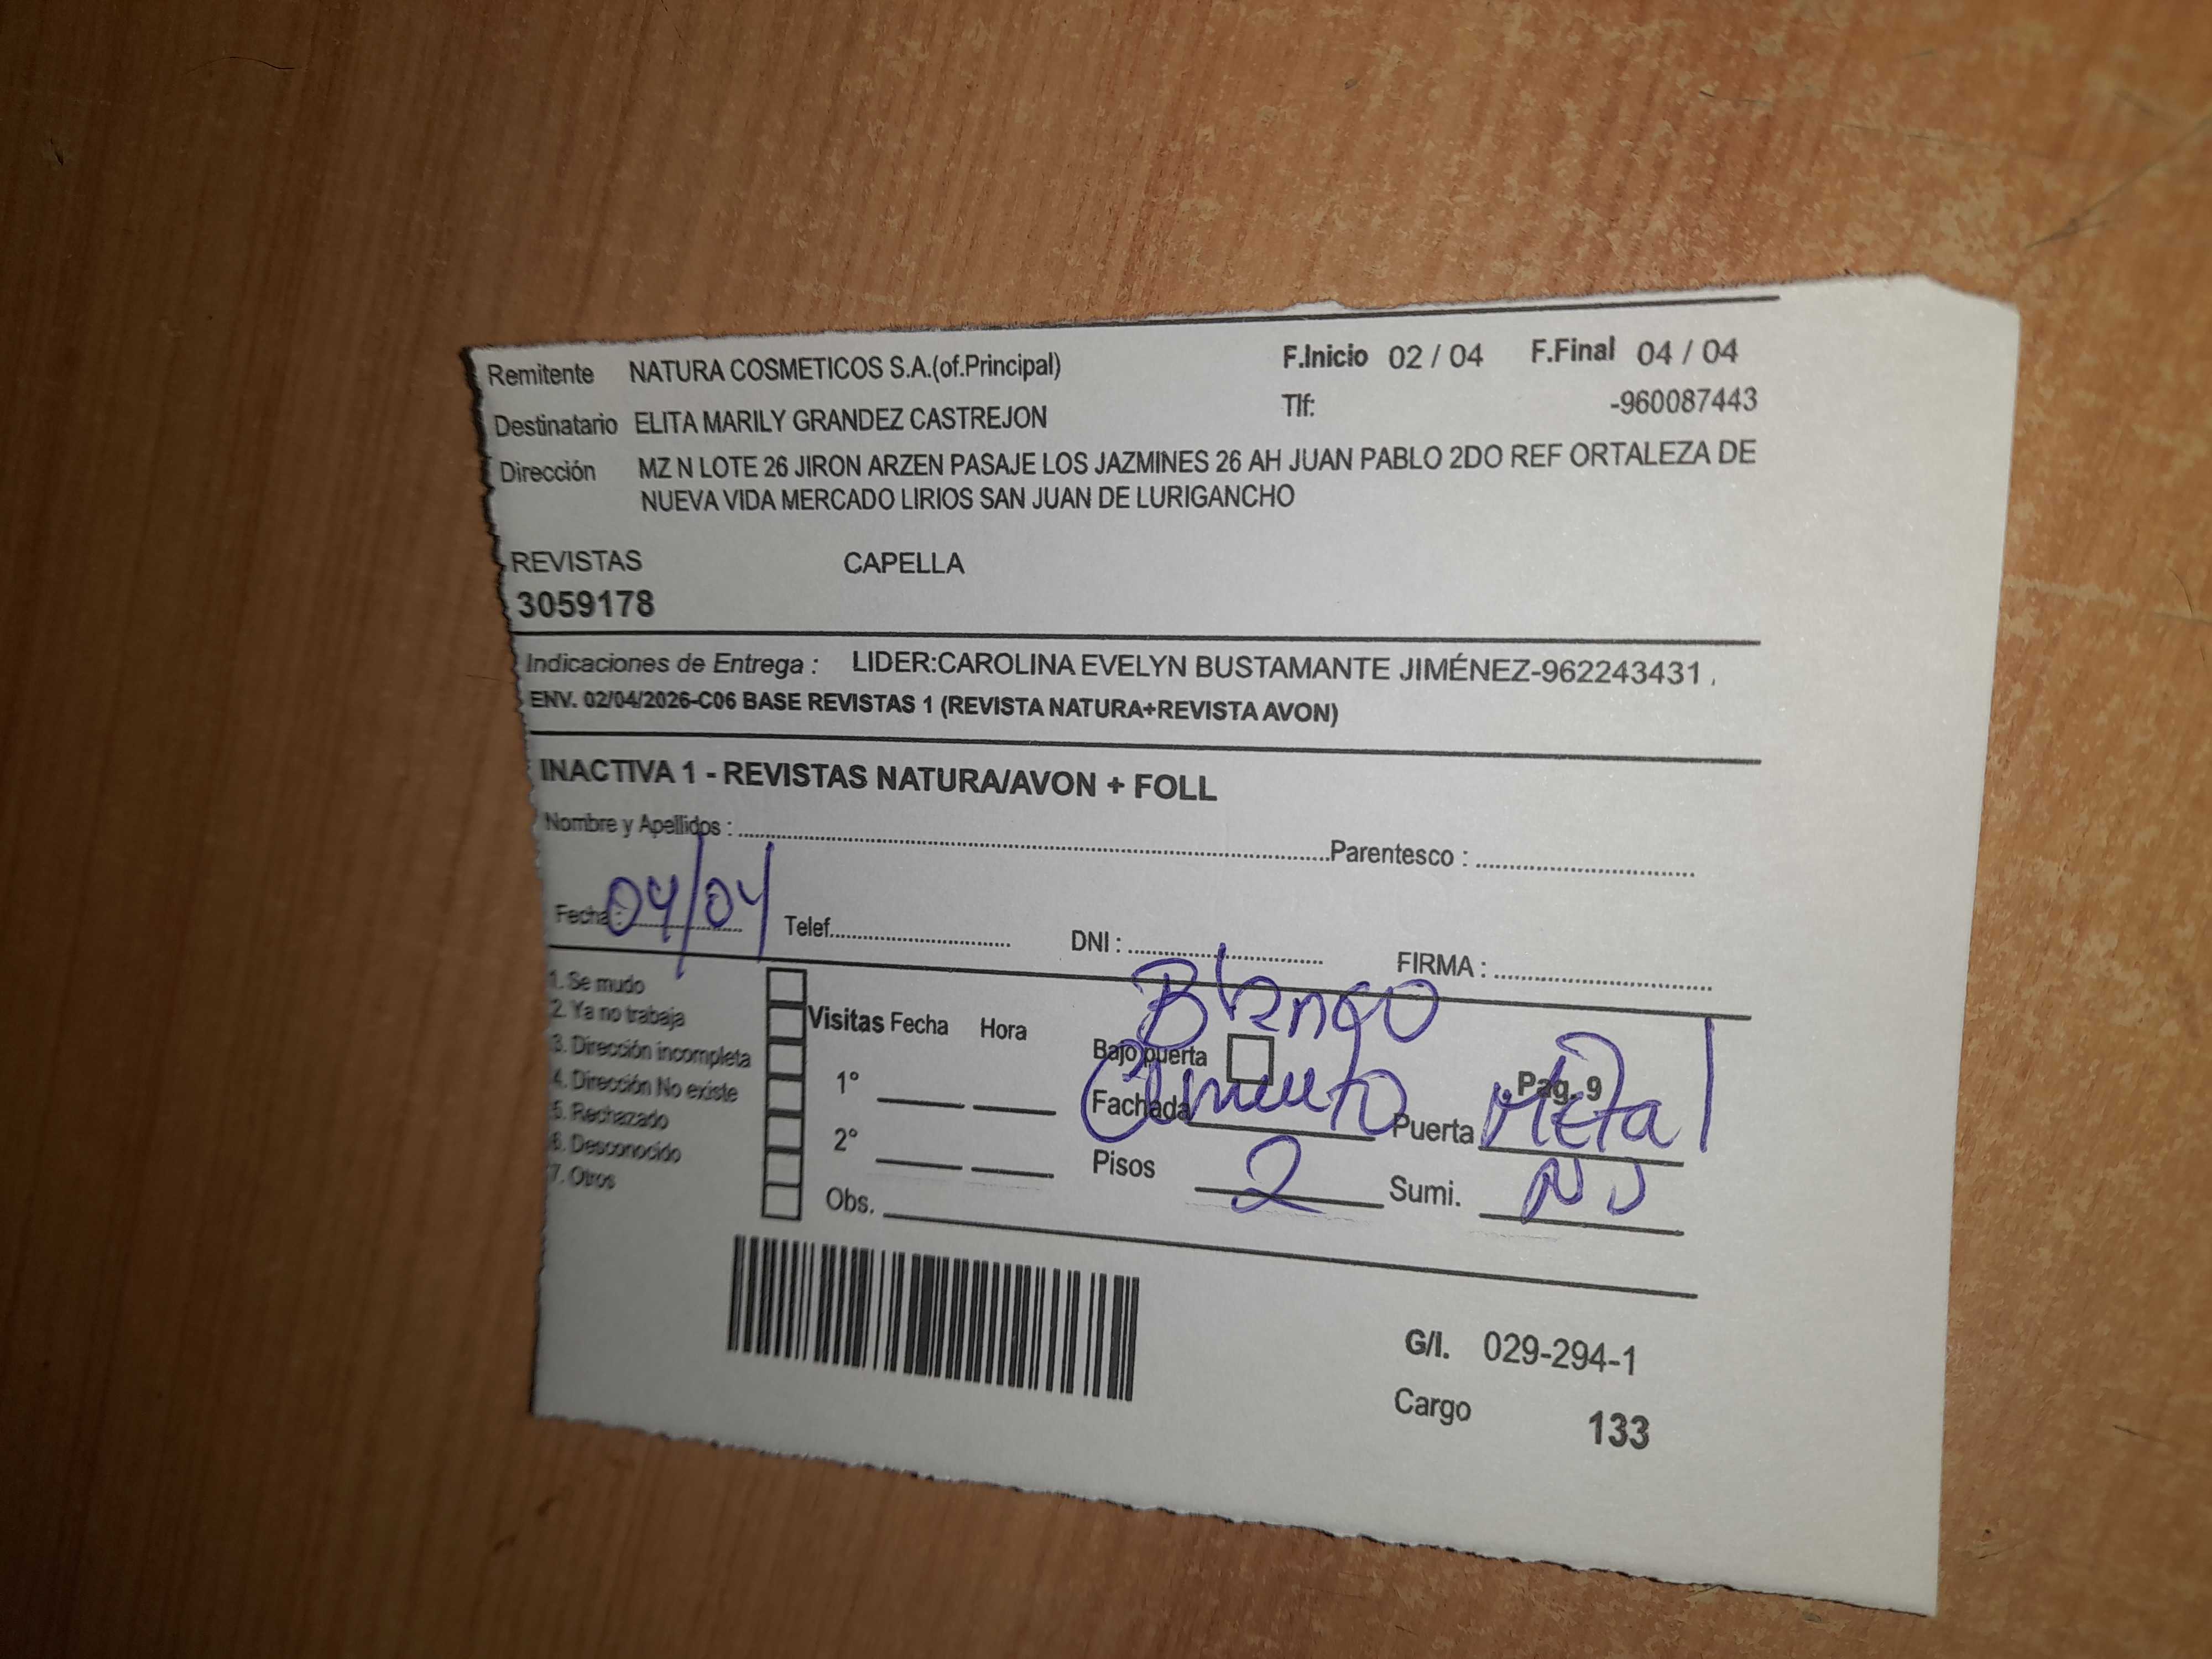 Remitente NATURA COSMETICOS S.A.(of.Principal) F.Inicio 02 / 04 F.Final 04 / 04
Destinatario ELITA MARILY GRANDEZ CASTREJON Tlf: -960087443
Dirección MZ N LOTE 26 JIRON ARZEN PASAJE LOS JAZMINES 26 AH JUAN PABLO 2DO REF ORTALEZA DE
NUEVA VIDA MERCADO LIRIOS SAN JUAN DE LURIGANCHO
REVISTAS CAPELLA
3059178
Indicaciones de Entrega : LIDER:CAROLINA EVELYN BUSTAMANTE JIMÉNEZ-962243431 ,
ENV. 02/04/2026-C06 BASE REVISTAS 1 (REVISTA NATURA+REVISTA AVON)
INACTIVA 1 - REVISTAS NATURA/AVON + FOLL
Nombre y Apellidos : Parentesco :
Fecha : 04/04 Telef. DNI : FIRMA :
1. Se mudo
2. Ya no trabaja
3. Dirección incompleta
4. Dirección No existe
5. Rechazado
6. Desconocido
7. Otros
Visitas Fecha Hora
1°
2°
Obs.
Blanco
Bajo puerta Pag. 9
Fachada Cemento Puerta Metal
Pisos 2 Sumi. NJ
G/I. 029-294-1
Cargo 133